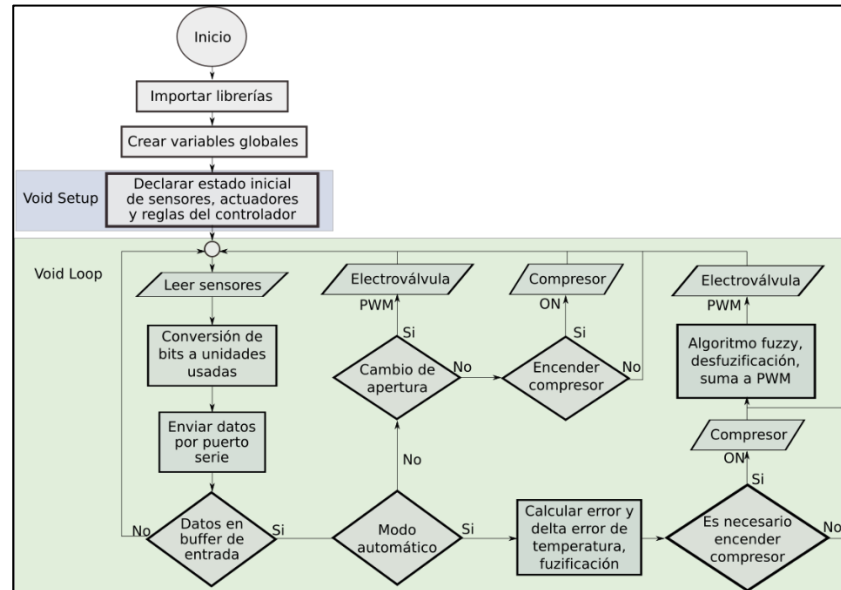 Inicio
Importar librerías
Crear variables globales
Void Setup
Declarar estado inicial
de sensores, actuadores
y reglas del controlador
Void Loop
Leer sensores
Electroválvula
Compresor
Electroválvula
PWM
ON
PWM
Conversión de
bits a unidades
usadas
Si
Cambio de
apertura
No
Si
Encender
compresor
No
Algoritmo fuzzy,
desfuzificación,
suma a PWM
Enviar datos
por puerto
serie
Compresor
ON
No
Si
Datos en
buffer de
entrada
No
Si
Modo
automático
Si
Calcular error y
delta error de
temperatura,
fuzificación
Es necesario
encender
compresor
No